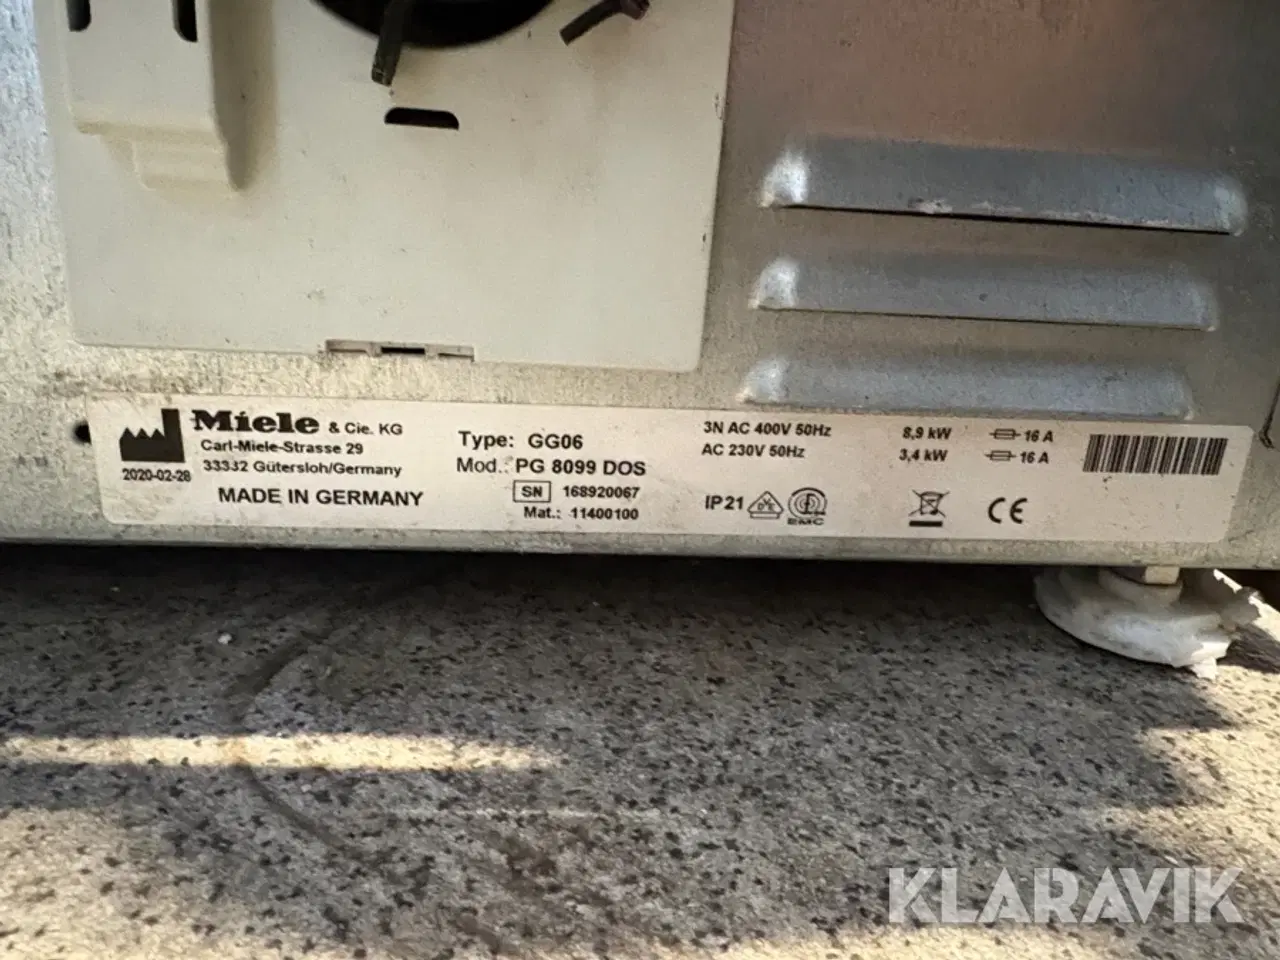 Miele & Cie. KG
Carl-Miele-Strasse 29
33332 Gütersloh/Germany
2020-02-28
MADE IN GERMANY
Type: GG06
Mod.: PG 8099 DOS
SN 168920067
Mat.: 11400100
3N AC 400V 50Hz 8,9 kW 16 A
AC 230V 50Hz 3,4 kW 16 A
IP21 EMC CE
KLARAVIK